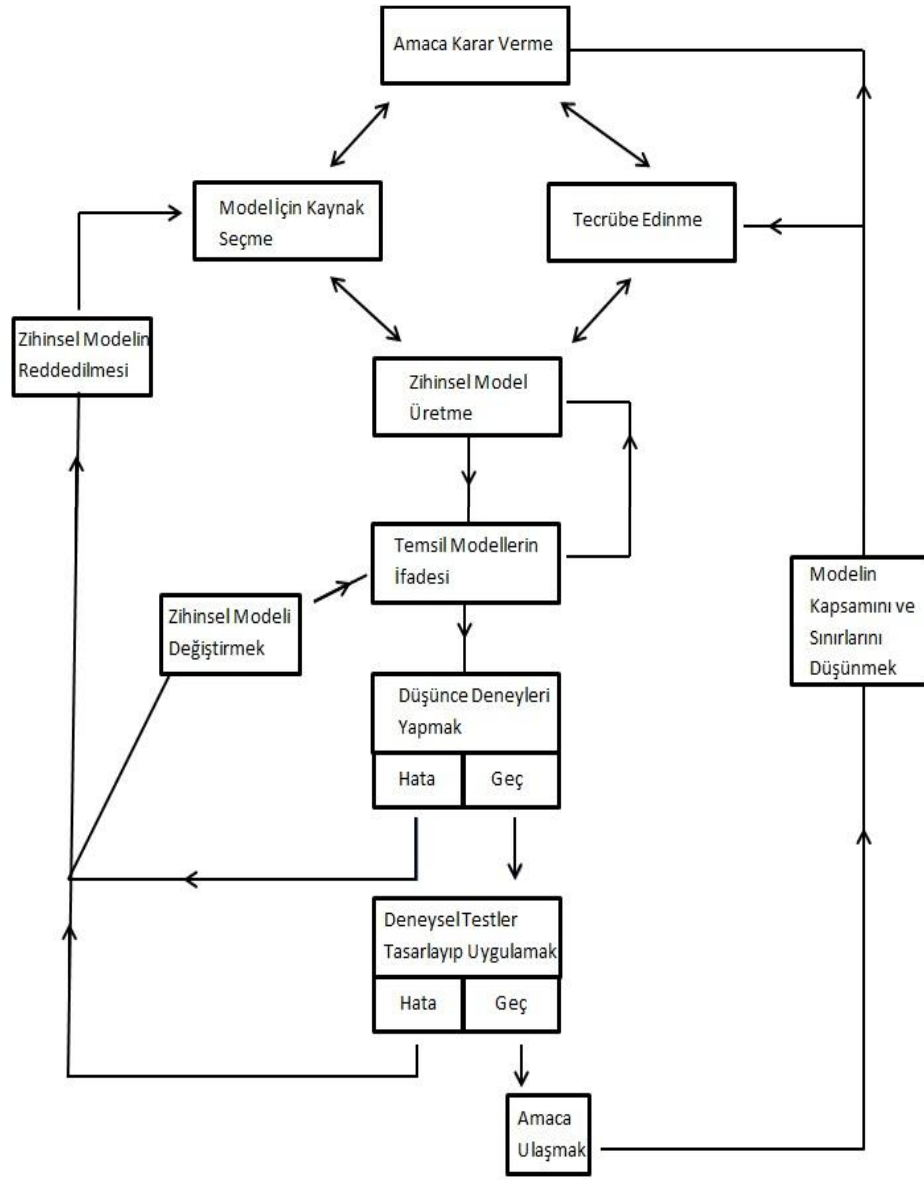 Amaca Karar Verme
Model İçin Kaynak
Seçme
Tecrübe Edinme
Zihinsel Modelin
Reddedilmesi
Zihinsel Model
Üretme
Temsil Modellerin
İfadesi
Zihinsel Modeli
Değiştirmek
Modelin
Kapsamını ve
Sınırlarını
Düşünmek
Düşünce Deneyleri
Yapmak
Hata
Geç
Deneysel Testler
Tasarlayıp Uygulamak
Hata
Geç
Amaca
Ulaşmak